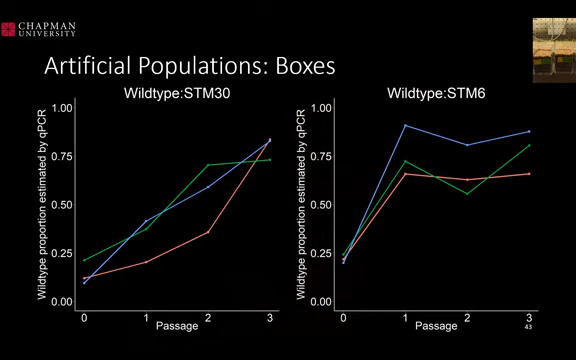 CHAPMAN
UNIVERSITY
Artificial Populations: Boxes
Wildtype:STM30
Wildtype proportion estimated by qPCR
1.00
0.75
0.50
0.25
0.00
0 1 2 3
Passage
Wildtype:STM6
Wildtype proportion estimated by qPCR
1.00
0.75
0.50
0.25
0.00
0 1 2 3
Passage
43